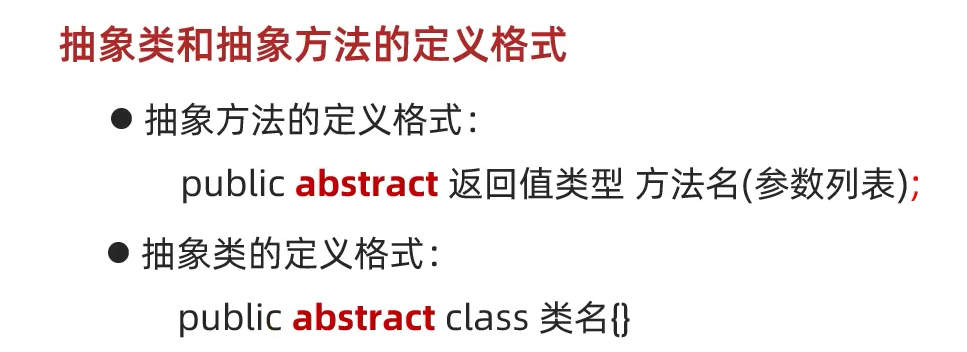 抽象类和抽象方法的定义格式
● 抽象方法的定义格式：
public abstract 返回值类型 方法名(参数列表);
● 抽象类的定义格式：
public abstract class 类名{}